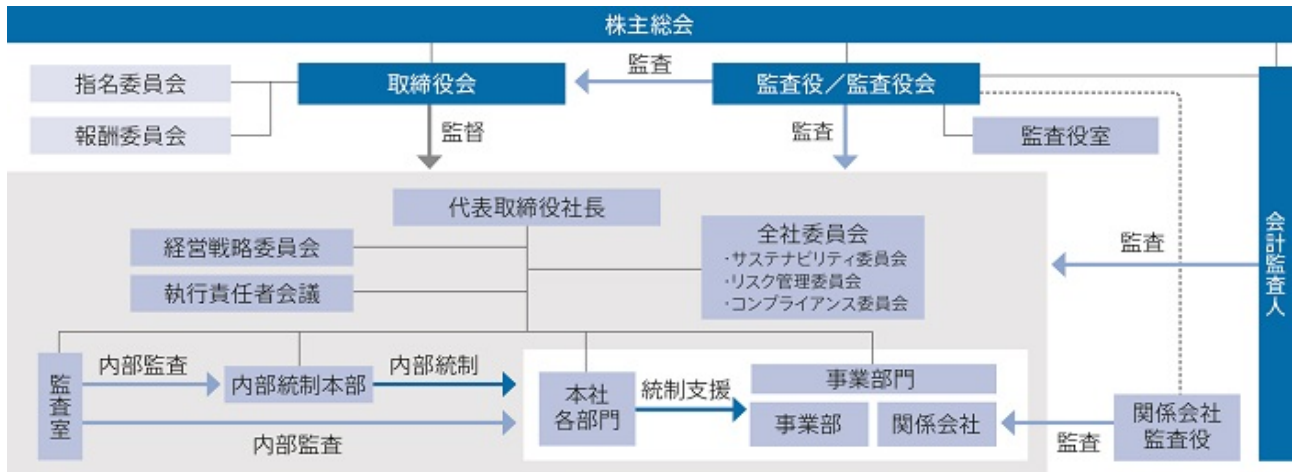 株主総会
指名委員会
報酬委員会
取締役会
監査
監査役／監査役会
監督
監査
監査役室
会計監査人
代表取締役社長
経営戦略委員会
執行責任者会議
全社委員会
・サステナビリティ委員会
・リスク管理委員会
・コンプライアンス委員会
監査
監査室
内部監査
内部統制本部
内部統制
内部監査
本社
各部門
統制支援
事業部門
事業部
関係会社
監査
関係会社
監査役